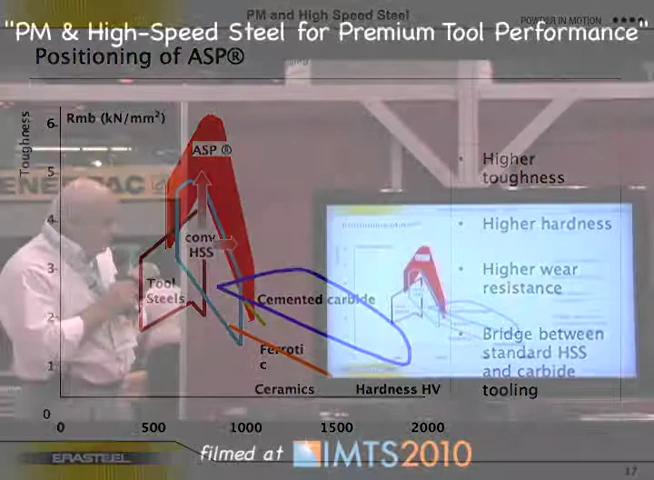 PM and High Speed Steel
POWDER IN MOTION
"PM & High-Speed Steel for Premium Tool Performance"
Positioning of ASP®
Toughness
Rmb (kN/mm²)
6
5
4
3
2
1
0
ASP ®
conv
HSS
Tool
Steels
Cemented carbide
Ferroti
c
Ceramics
Hardness HV
0 500 1000 1500 2000
• Higher
toughness
• Higher hardness
• Higher wear
resistance
• Bridge between
standard HSS
and carbide
tooling
ENERPAC
ERASTEEL
filmed at IMTS2010
17